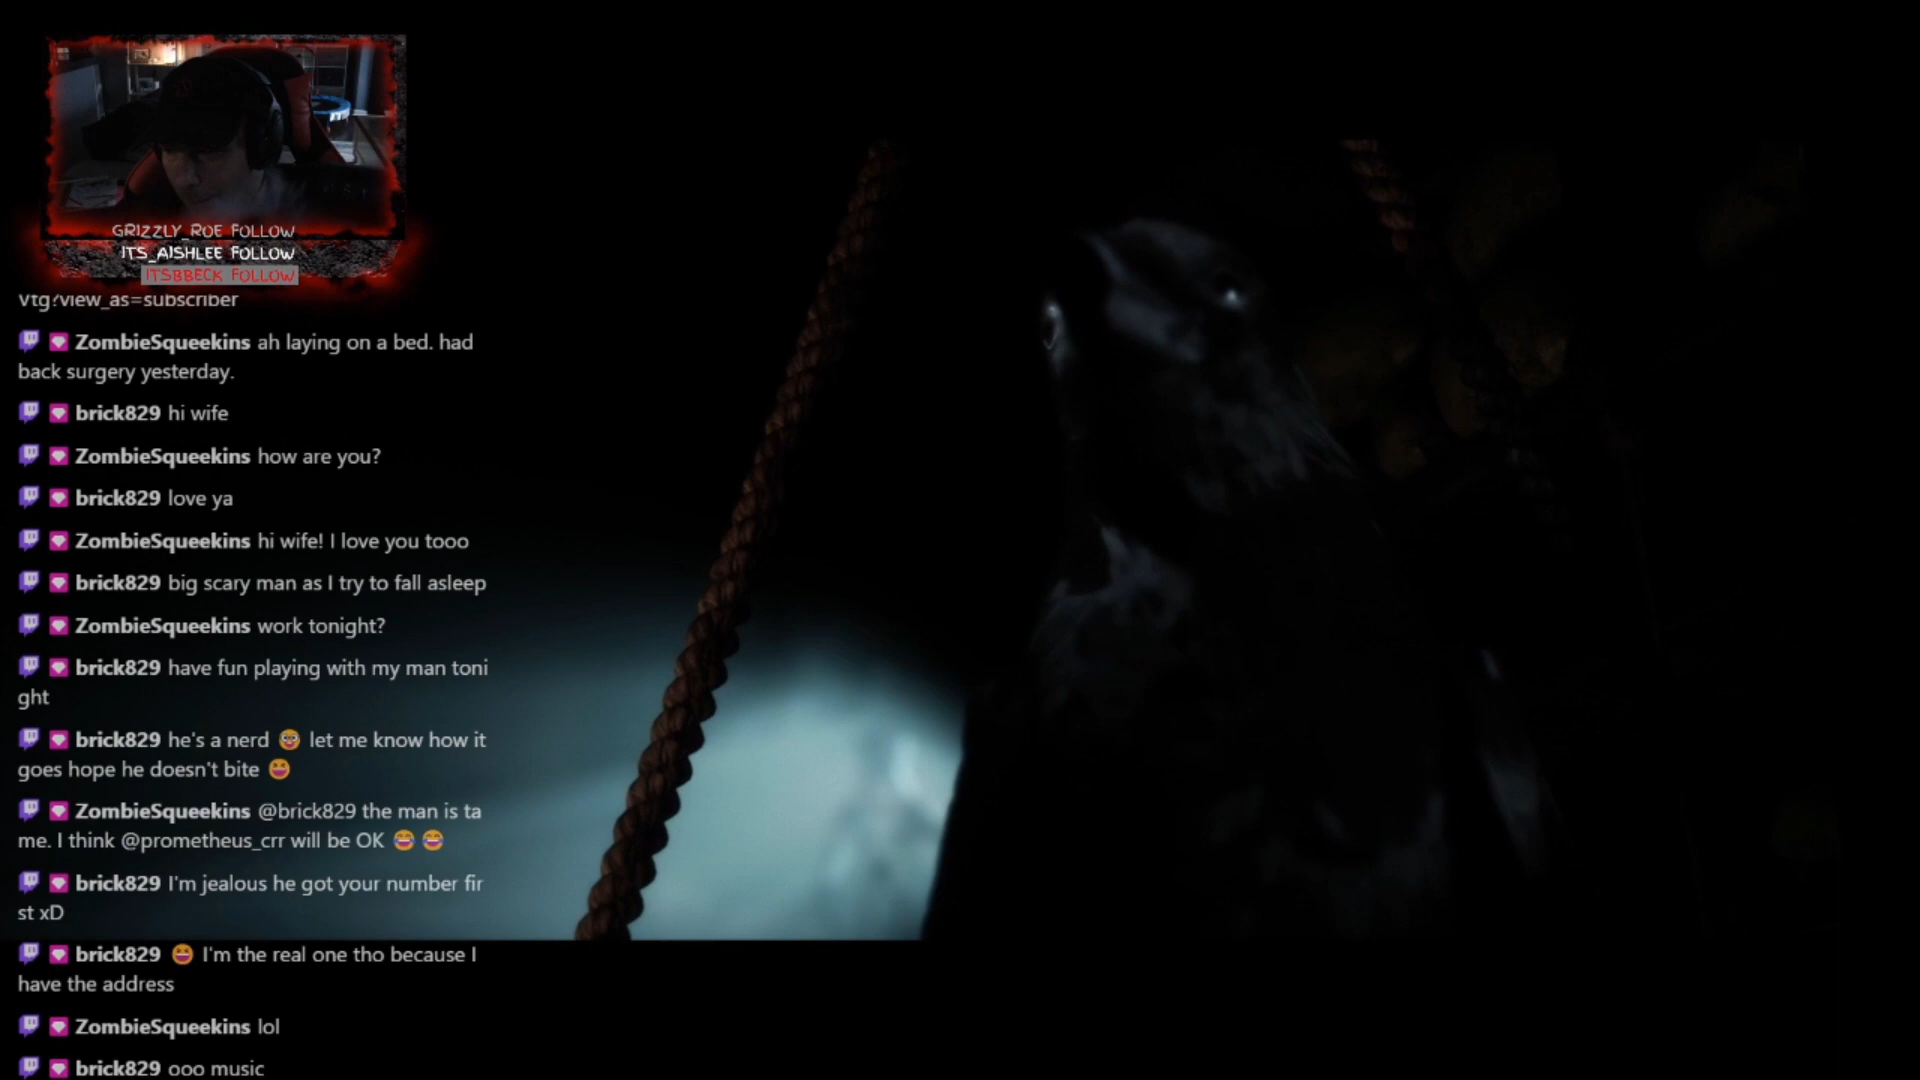 GRIZZLY_ROE FOLLOW
ITS_AISHLEE FOLLOW
ITSBBECK FOLLOW
Vtg?view_as=subscriber
ZombieSqueekins ah laying on a bed. had
back surgery yesterday.
brick829 hi wife
ZombieSqueekins how are you?
brick829 love ya
ZombieSqueekins hi wife! I love you tooo
brick829 big scary man as I try to fall asleep
ZombieSqueekins work tonight?
brick829 have fun playing with my man toni
ght
brick829 he's a nerd 🤓 let me know how it
goes hope he doesn't bite 😆
ZombieSqueekins @brick829 the man is ta
me. I think @prometheus_crr will be OK 😂 😂
brick829 I'm jealous he got your number fir
st xD
brick829 😆 I'm the real one tho because I
have the address
ZombieSqueekins lol
brick829 ooo music